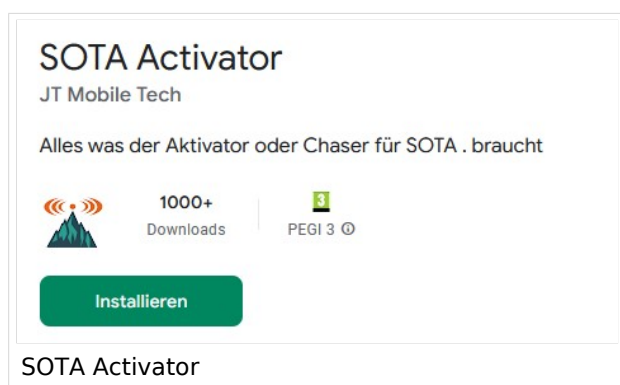 SOTA Activator
JT Mobile Tech
Alles was der Aktivator oder Chaser für SOTA . braucht
1000+
Downloads
3
PEGI 3
Installieren
SOTA Activator